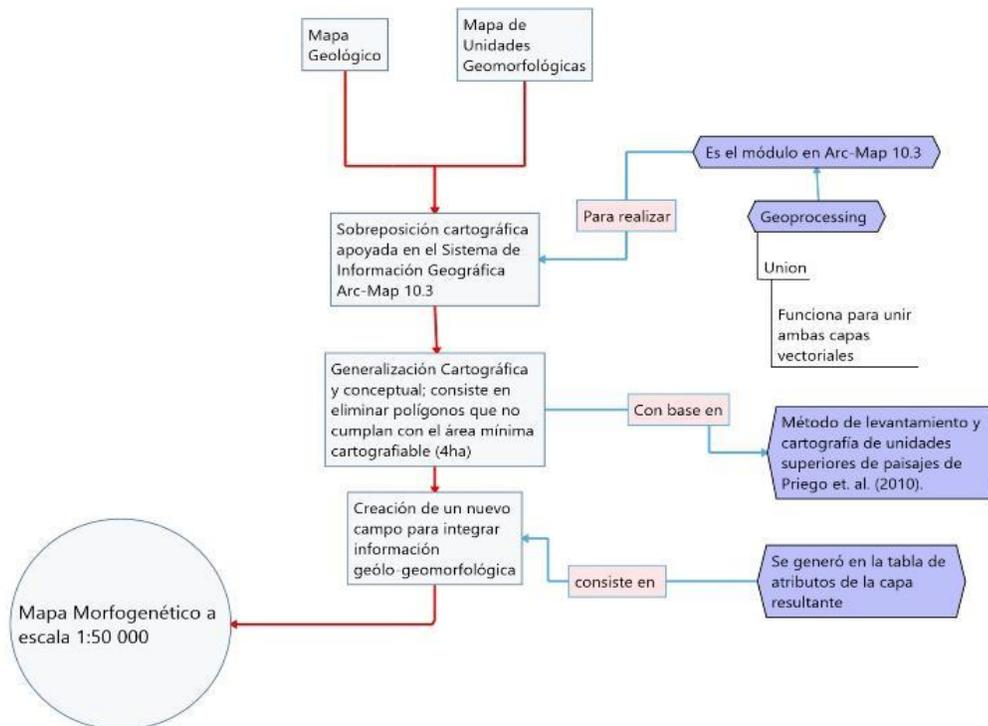 Mapa
Geológico
Mapa de
Unidades
Geomorfológicas
Es el módulo en Arc-Map 10.3
Para realizar
Geoprocessing
Sobreposición cartográfica
apoyada en el Sistema de
Información Geográfica
Arc-Map 10.3
Union
Funciona para unir
ambas capas
vectoriales
Generalización Cartográfica
y conceptual; consiste en
eliminar polígonos que no
cumplan con el área mínima
cartografiable (4ha)
Con base en
Método de levantamiento y
cartografía de unidades
superiores de paisajes de
Priego et. al. (2010).
Creación de un nuevo
campo para integrar
información
geólo-geomorfológica
consiste en
Se generó en la tabla de
atributos de la capa
resultante
Mapa Morfogenético a
escala 1:50 000